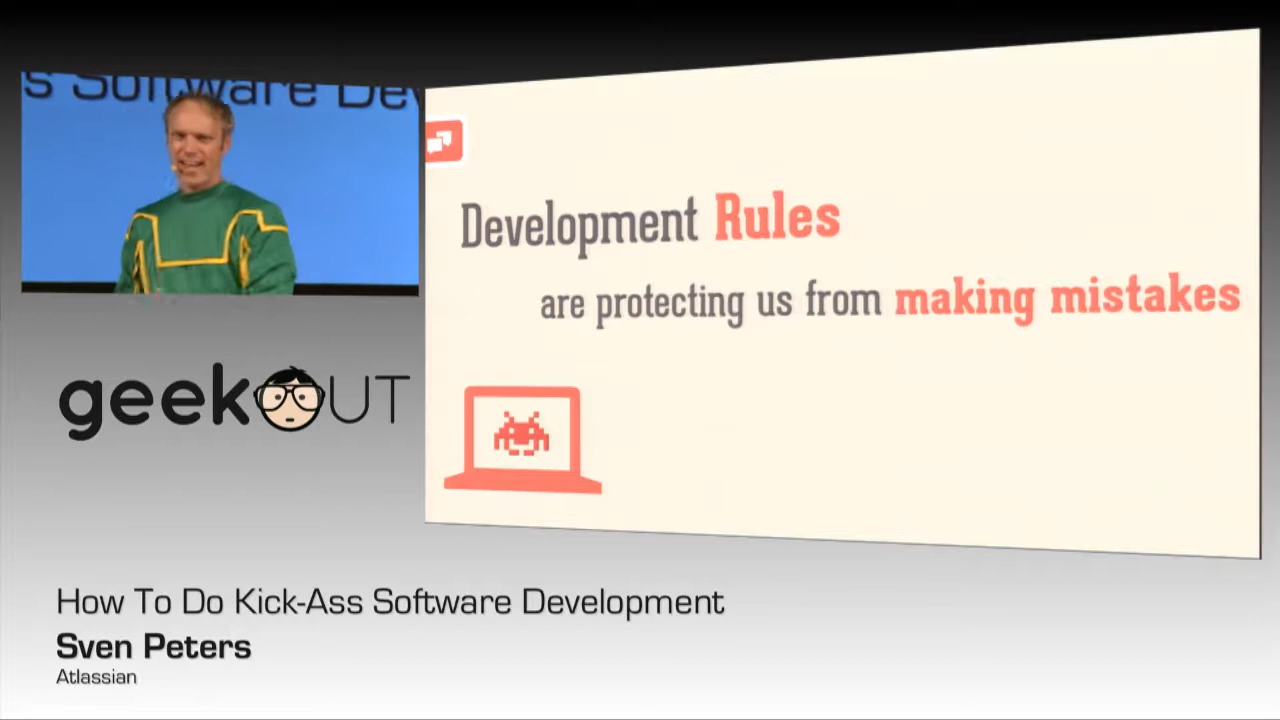 s Software Dev
Development Rules
are protecting us from making mistakes
geekOUT
How To Do Kick-Ass Software Development
Sven Peters
Atlassian